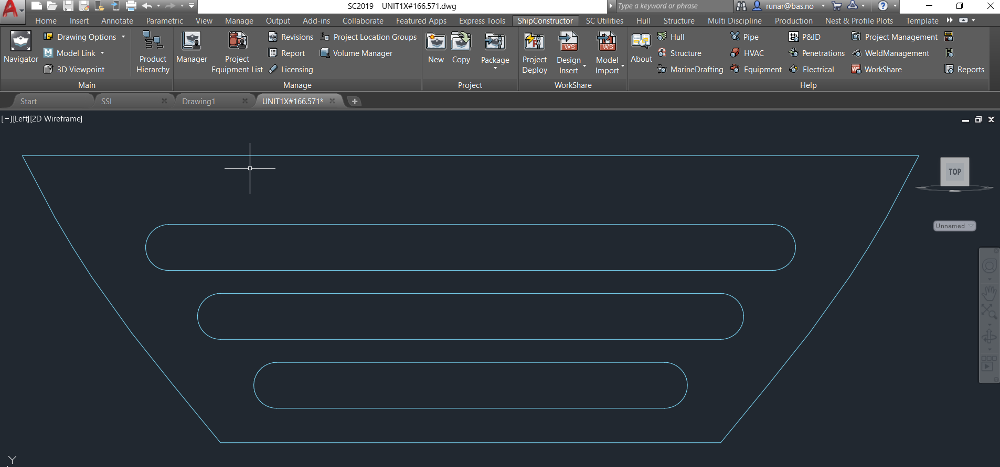 SC2019 UNIT1X#166.571.dwg
Type a keyword or phrase
runar@bas.no
Home Insert Annotate Parametric View Manage Output Add-ins Collaborate Featured Apps Express Tools ShipConstructor SC Utilities Hull Structure Multi Discipline Production Nest & Profile Plots Template
Navigator
Drawing Options
Model Link
3D Viewpoint
Product
Hierarchy
Main
Manager
Project
Equipment List
Revisions
Report
Licensing
Project Location Groups
Volume Manager
Manage
New
Copy
Package
Project
Project
Deploy
Design
Insert
Model
Import
WorkShare
About
Hull
Structure
MarineDrafting
Pipe
HVAC
Equipment
P&ID
Penetrations
Electrical
Project Management
WeldManagement
WorkShare
Reports
Help
Start SSI Drawing1 UNIT1X#166.571*
[−][Left][2D Wireframe]
TOP
Unnamed
Y